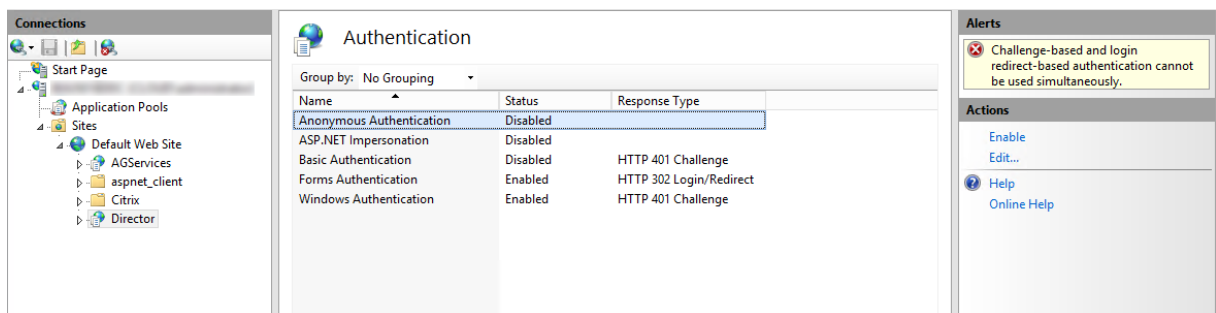 Connections
Start Page
Application Pools
Sites
Default Web Site
AGServices
aspnet_client
Citrix
Director
Authentication
Group by: No Grouping
Name Status Response Type
Anonymous Authentication Disabled
ASP.NET Impersonation Disabled
Basic Authentication Disabled HTTP 401 Challenge
Forms Authentication Enabled HTTP 302 Login/Redirect
Windows Authentication Enabled HTTP 401 Challenge
Alerts
Challenge-based and login
redirect-based authentication cannot
be used simultaneously.
Actions
Enable
Edit...
Help
Online Help